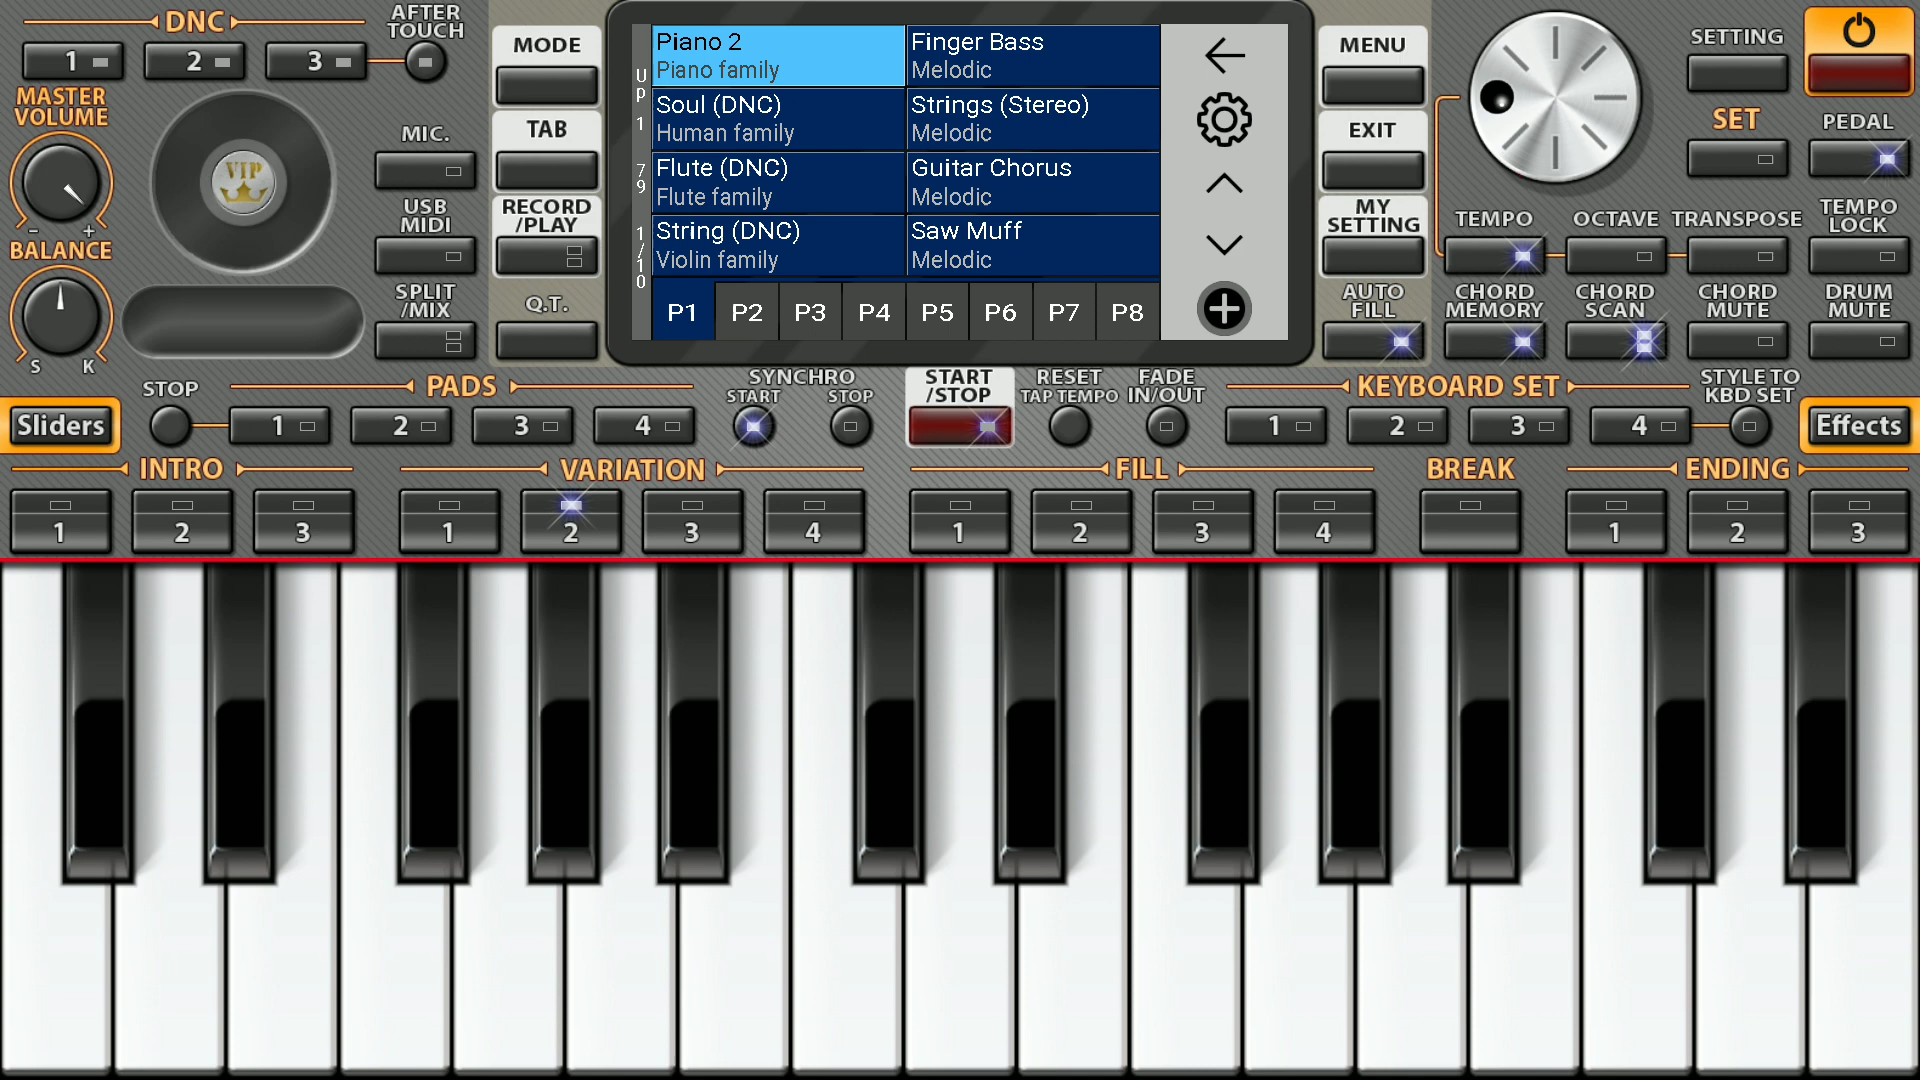 DNC
AFTER
TOUCH
1
2
3
MASTER
VOLUME
- +
BALANCE
S K
VIP
MIC.
USB
MIDI
SPLIT
/MIX
MODE
TAB
RECORD
/PLAY
Q.T.
Up 1
79
1/10
Piano 2
Piano family
Finger Bass
Melodic
Soul (DNC)
Human family
Strings (Stereo)
Melodic
Flute (DNC)
Flute family
Guitar Chorus
Melodic
String (DNC)
Violin family
Saw Muff
Melodic
P1 P2 P3 P4 P5 P6 P7 P8
MENU
EXIT
MY
SETTING
AUTO
FILL
SETTING
SET
PEDAL
TEMPO
OCTAVE
TRANSPOSE
TEMPO
LOCK
CHORD
MEMORY
CHORD
SCAN
CHORD
MUTE
DRUM
MUTE
Sliders
STOP
PADS
1
2
3
4
SYNCHRO
START STOP
START
/STOP
RESET
TAP TEMPO
FADE
IN/OUT
KEYBOARD SET
1
2
3
4
STYLE TO
KBD SET
Effects
INTRO
1
2
3
VARIATION
1
2
3
4
FILL
1
2
3
4
BREAK
ENDING
1
2
3